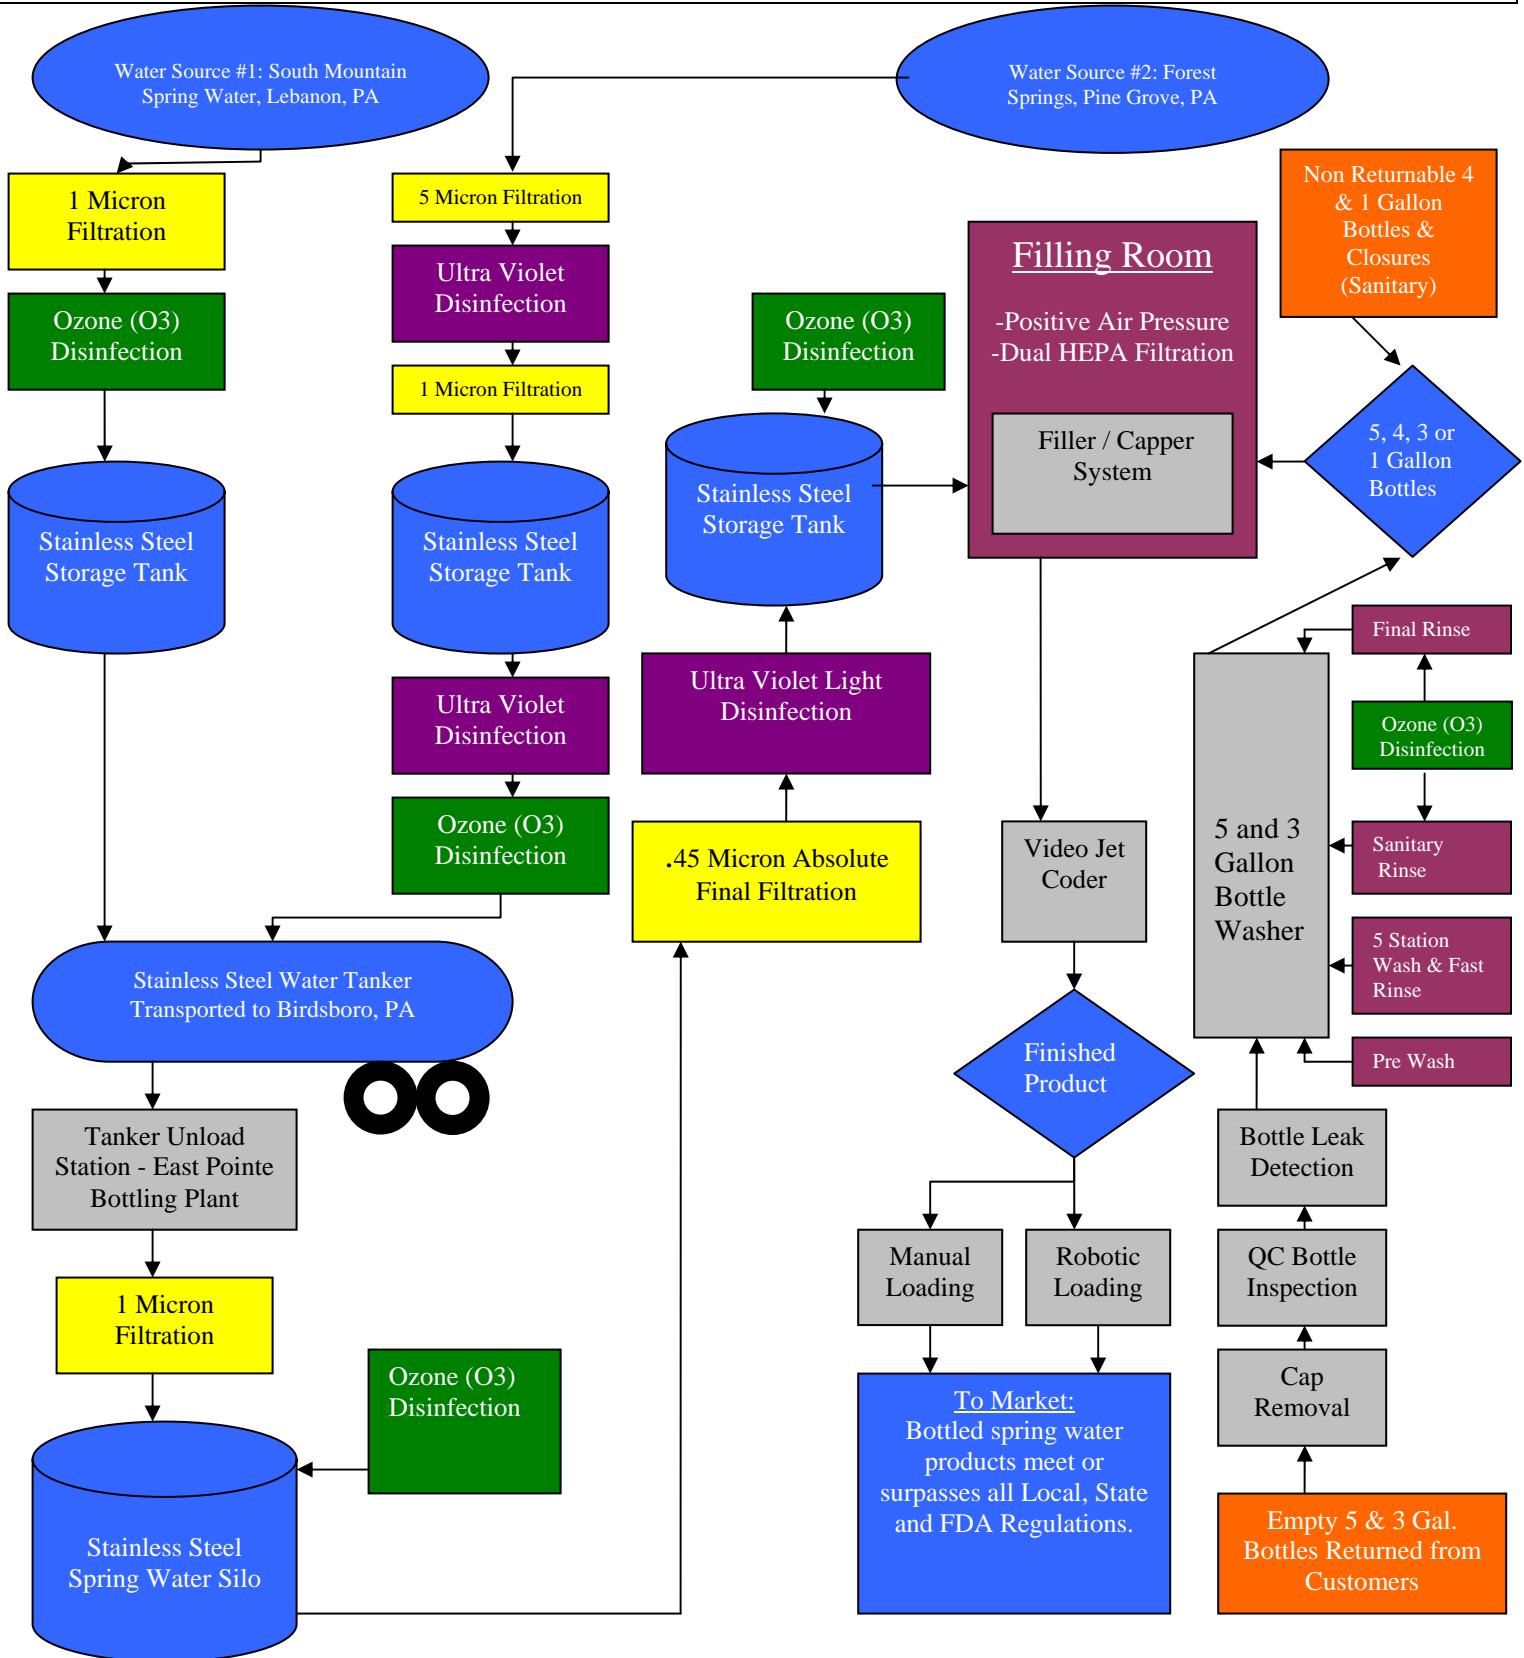 Water Source #1: South Mountain
Spring Water, Lebanon, PA
Water Source #2: Forest
Springs, Pine Grove, PA
1 Micron
Filtration
Ozone (O3)
Disinfection
Stainless Steel
Storage Tank
5 Micron Filtration
Ultra Violet
Disinfection
1 Micron Filtration
Stainless Steel
Storage Tank
Ultra Violet
Disinfection
Ozone (O3)
Disinfection
Stainless Steel Water Tanker
Transported to Birdsboro, PA
Tanker Unload
Station - East Pointe
Bottling Plant
1 Micron
Filtration
Ozone (O3)
Disinfection
Stainless Steel
Spring Water Silo
.45 Micron Absolute
Final Filtration
Ultra Violet Light
Disinfection
Ozone (O3)
Disinfection
Stainless Steel
Storage Tank
Filling Room
-Positive Air Pressure
-Dual HEPA Filtration
Filler / Capper
System
Non Returnable 4
& 1 Gallon
Bottles &
Closures
(Sanitary)
5, 4, 3 or
1 Gallon
Bottles
Final Rinse
Ozone (O3)
Disinfection
Sanitary
Rinse
5 Station
Wash & Fast
Rinse
Pre Wash
5 and 3
Gallon
Bottle
Washer
Bottle Leak
Detection
QC Bottle
Inspection
Cap
Removal
Empty 5 & 3 Gal.
Bottles Returned from
Customers
Video Jet
Coder
Finished
Product
Manual
Loading
Robotic
Loading
To Market:
Bottled spring water
products meet or
surpasses all Local, State
and FDA Regulations.